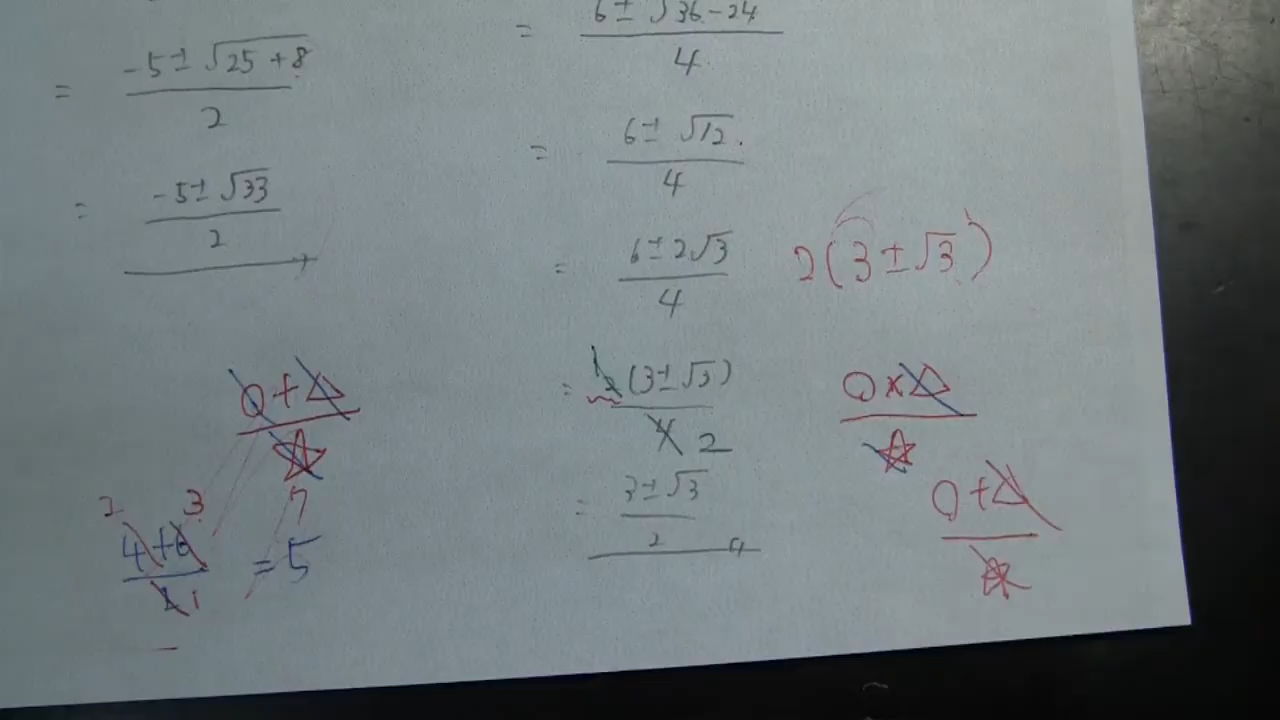 = (-5 ± √(25 + 8)) / 2
= (-5 ± √33) / 2
= (6 ± √(36 - 24)) / 4
= (6 ± √12) / 4
= (6 ± 2√3) / 4
2(3 ± √3)
= 2(3 ± √3) / 4 2
= (3 ± √3) / 2
(○ + △) / ☆
2 3 7
(4 + 6) / 2 1 = 5
(○ × △) / ☆
(○ + △) / ☆